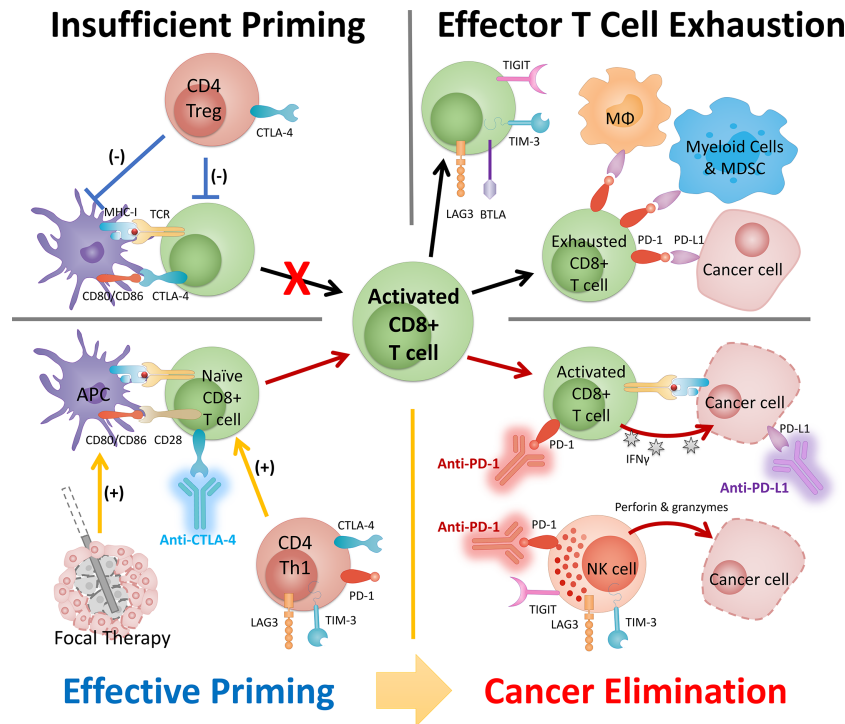 Insufficient Priming
Effector T Cell Exhaustion
CD4
Treg
CTLA-4
(-)
(-)
MHC-I
TCR
CD80/CD86
CTLA-4
X
TIGIT
TIM-3
LAG3
BTLA
MΦ
Myeloid Cells
& MDSC
Exhausted
CD8+
T cell
PD-1
PD-L1
Cancer cell
Activated
CD8+
T cell
APC
Naïve
CD8+
T cell
CD80/CD86
CD28
(+)
(+)
Anti-CTLA-4
Focal Therapy
CD4
Th1
CTLA-4
PD-1
LAG3
TIM-3
Activated
CD8+
T cell
Cancer cell
PD-1
Anti-PD-1
IFNγ
PD-L1
Anti-PD-L1
Anti-PD-1
PD-1
Perforin & granzymes
NK cell
TIGIT
LAG3
TIM-3
Cancer cell
Effective Priming
Cancer Elimination